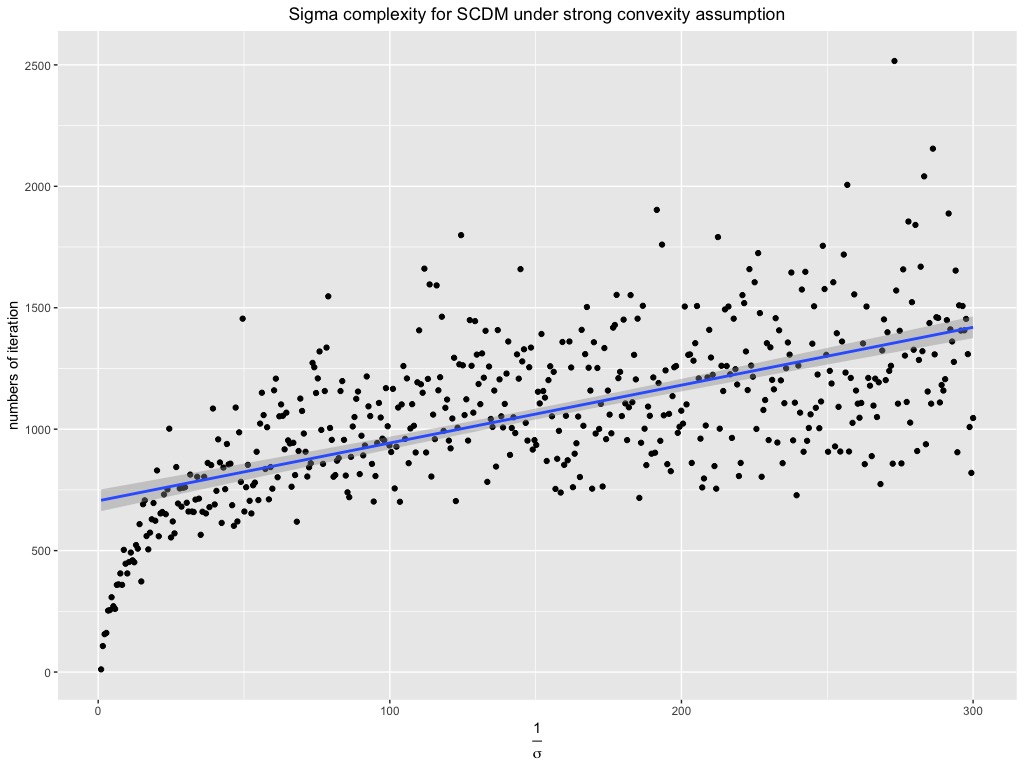 Sigma complexity for SCDM under strong convexity assumption
numbers of iteration
2500
2000
1500
1000
500
0
0 100 200 300
1
σ